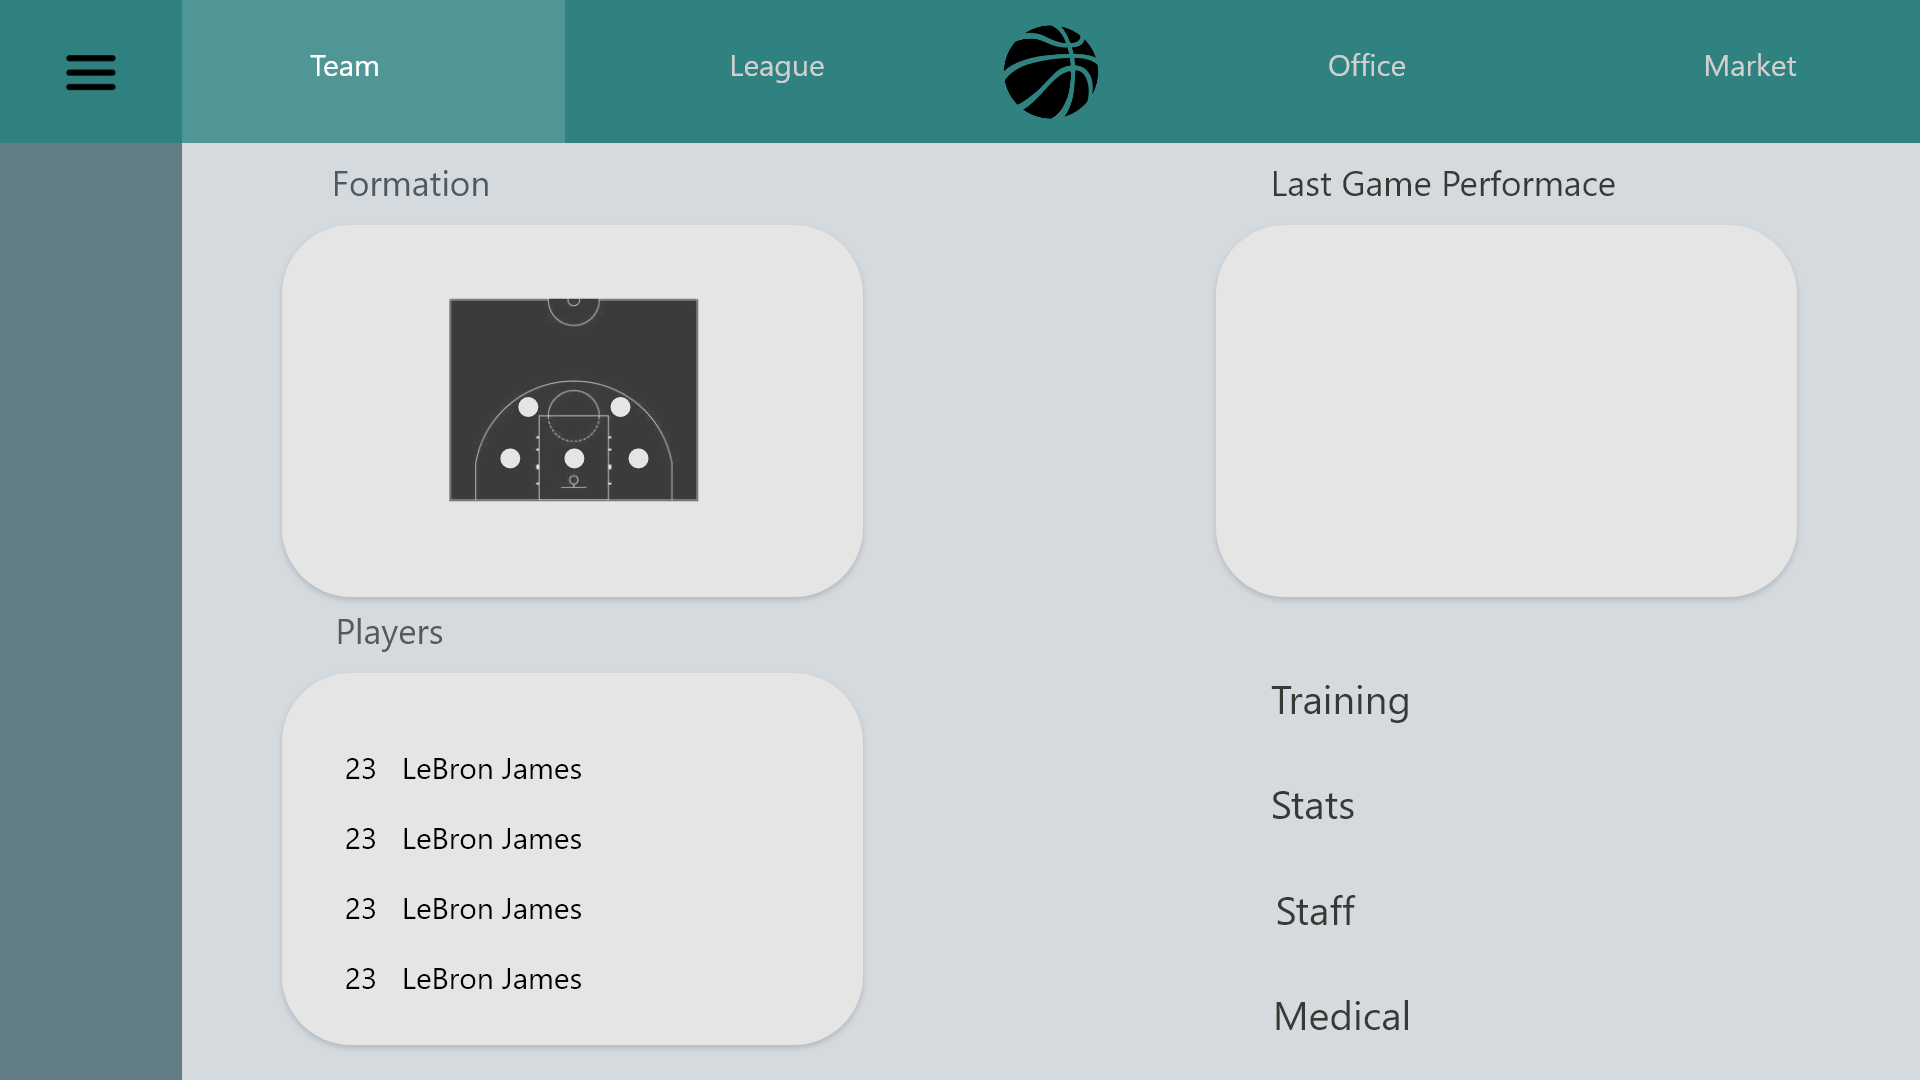 Team
League
Office
Market
Formation
Last Game Performace
Players
23 LeBron James
23 LeBron James
23 LeBron James
23 LeBron James
Training
Stats
Staff
Medical